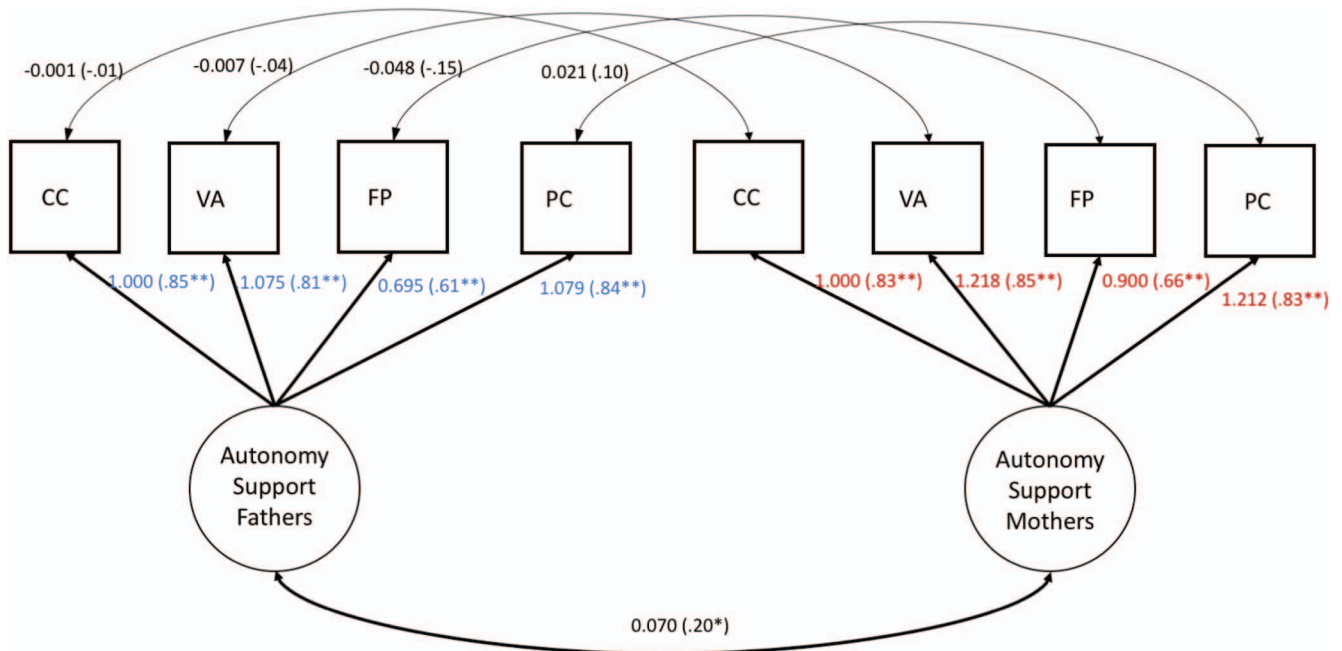 -0.001 (-.01)
-0.007 (-.04)
-0.048 (-.15)
0.021 (.10)
CC
VA
FP
PC
CC
VA
FP
PC
1.000 (.85**)
1.075 (.81**)
0.695 (.61**)
1.079 (.84**)
1.000 (.83**)
1.218 (.85**)
0.900 (.66**)
1.212 (.83**)
Autonomy
Support
Fathers
Autonomy
Support
Mothers
0.070 (.20*)